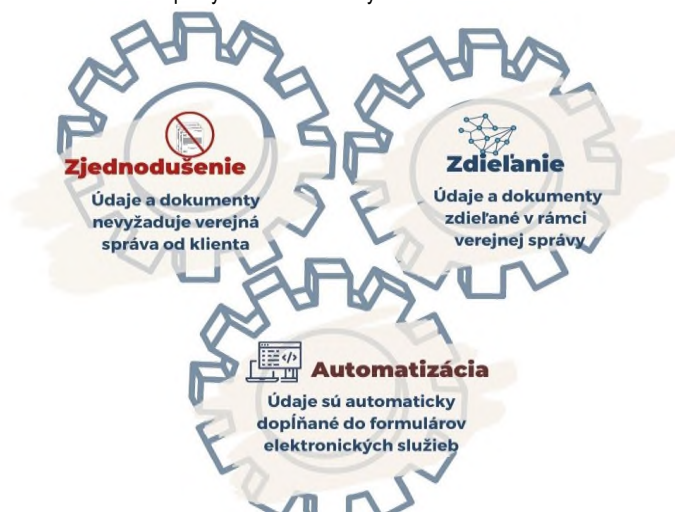 Zjednodušenie
Údaje a dokumenty
nevyžaduje verejná
správa od klienta
Zdieľanie
Údaje a dokumenty
zdieľané v rámci
verejnej správy
Automatizácia
Údaje sú automaticky
dopĺňané do formulárov
elektronických služieb